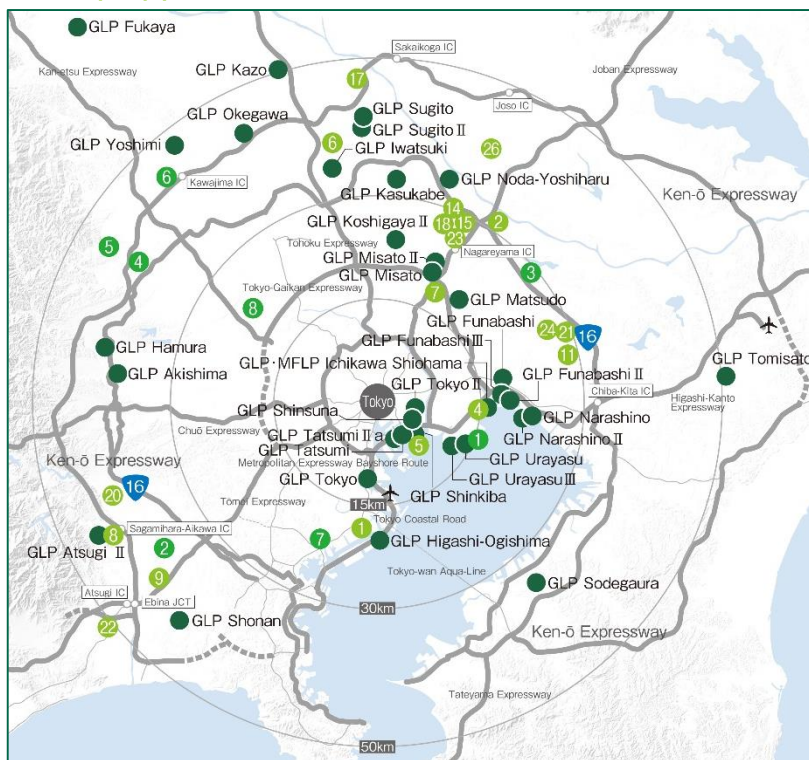 GLP Fukaya
Sakaikoga IC
Kan-etsu Expressway
GLP Kazo
17
Joban Expressway
Joso IC
GLP Okegawa
GLP Sugito
GLP Sugito II
GLP Yoshimi
6
GLP Iwatsuki
26
6
Kawajima IC
GLP Kasukabe
GLP Noda-Yoshiharu
Ken-ō Expressway
14
GLP Koshigaya II
18
15
2
5
Tohoku Expressway
23
Nagareyama IC
4
GLP Misato II
GLP Misato
3
Tokyo-Gaikan Expressway
7
8
GLP Matsudo
GLP Funabashi
24
21
16
GLP Funabashi III
11
GLP Hamura
GLP・MFLP Ichikawa Shiohama
GLP Funabashi II
GLP Akishima
GLP Tokyo II
GLP Tomisato
Tokyo
Chiba-Kita IC
Higashi-Kanto
Expressway
GLP Shinsuna
4
GLP Narashino
Chuō Expressway
GLP Tatsumi II a
GLP Narashino II
GLP Tatsumi
5
1
GLP Urayasu
Ken-ō Expressway
Metropolitan Expressway Bayshore Route
GLP Urayasu III
16
GLP Tokyo
20
Tōmei Expressway
GLP Shinkiba
15km
Sagamihara-Aikawa IC
Tokyo Coastal Road
8
1
GLP Atsugi II
2
7
GLP Higashi-Ogishima
9
Tokyo-wan Aqua-Line
GLP Sodegaura
Atsugi IC
Ebina JCT
30km
GLP Shonan
22
Ken-ō Expressway
Tateyama Expressway
50km